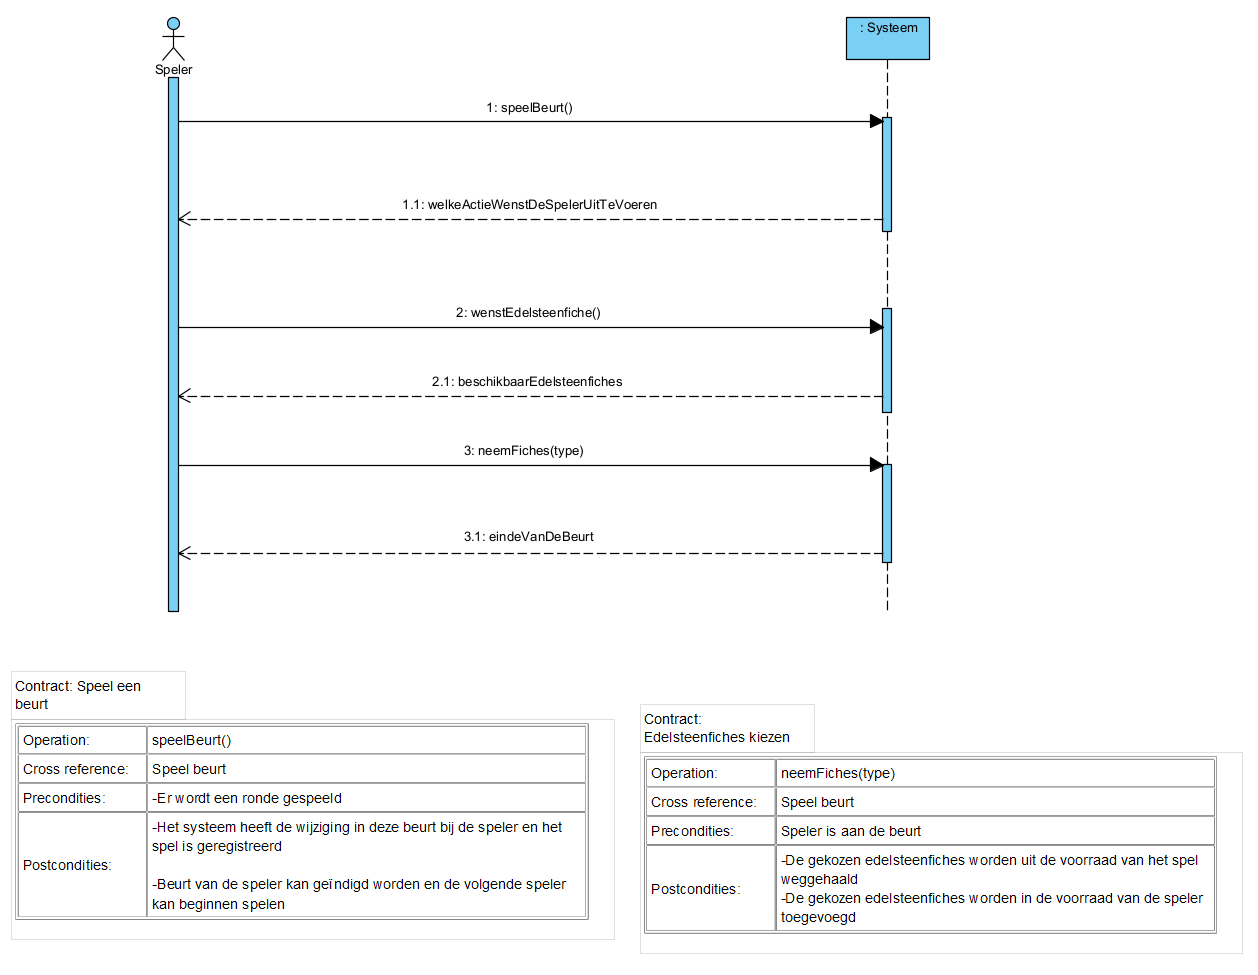 Speler
: Systeem
1: speelBeurt()
1.1: welkeActieWenstDeSpelerUitTeVoeren
2: wenstEdelsteenfiche()
2.1: beschikbaarEdelsteenfiches
3: neemFiches(type)
3.1: eindeVanDeBeurt
Contract: Speel een
beurt
Operation: speelBeurt()
Cross reference: Speel beurt
Precondities: -Er wordt een ronde gespeeld
Postcondities:
-Het systeem heeft de wijziging in deze beurt bij de speler en het
spel is geregistreerd
-Beurt van de speler kan geïndigd worden en de volgende speler
kan beginnen spelen
Contract:
Edelsteenfiches kiezen
Operation: neemFiches(type)
Cross reference: Speel beurt
Precondities: Speler is aan de beurt
Postcondities:
-De gekozen edelsteenfiches worden uit de voorraad van het spel
weggehaald
-De gekozen edelsteenfiches worden in de voorraad van de speler
toegevoegd